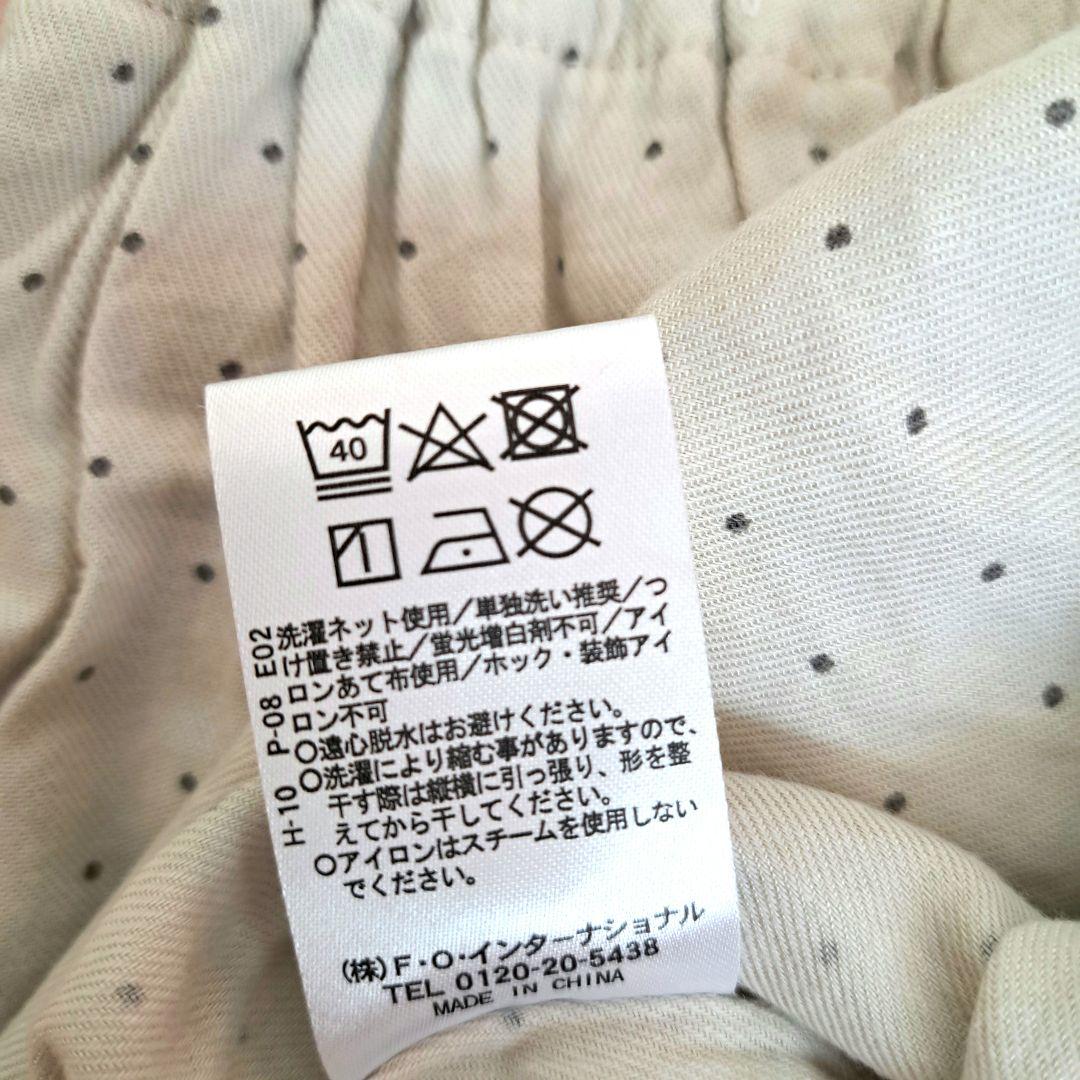 40
洗濯ネット使用/単独洗い推奨/つ
け置き禁止/蛍光増白剤不可/アイ
ロンあて布使用/ホック・装飾アイ
ロン不可
○遠心脱水はお避けください。
○洗濯により縮む事がありますので、
干す際は縦横に引っ張り、形を整
えてから干してください。
○アイロンはスチームを使用しない
でください。
H-10 P-08 E02
(株)F・O・インターナショナル
TEL 0120-20-5438
MADE IN CHINA